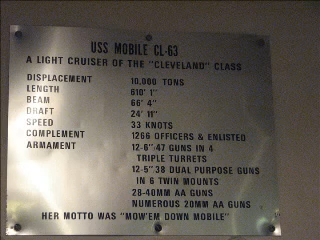 USS MOBILE CL-63
A LIGHT CRUISER OF THE "CLEVELAND" CLASS
DISPLACEMENT 10,000 TONS
LENGTH 610' 1"
BEAM 66' 4"
DRAFT 24' 11"
SPEED 33 KNOTS
COMPLEMENT 1266 OFFICERS & ENLISTED
ARMAMENT 12-6"47 GUNS IN 4
TRIPLE TURRETS
12-5"38 DUAL PURPOSE GUNS
IN 6 TWIN MOUNTS
28-40MM AA GUNS
NUMEROUS 20MM AA GUNS
HER MOTTO WAS "MOW'EM DOWN MOBILE"